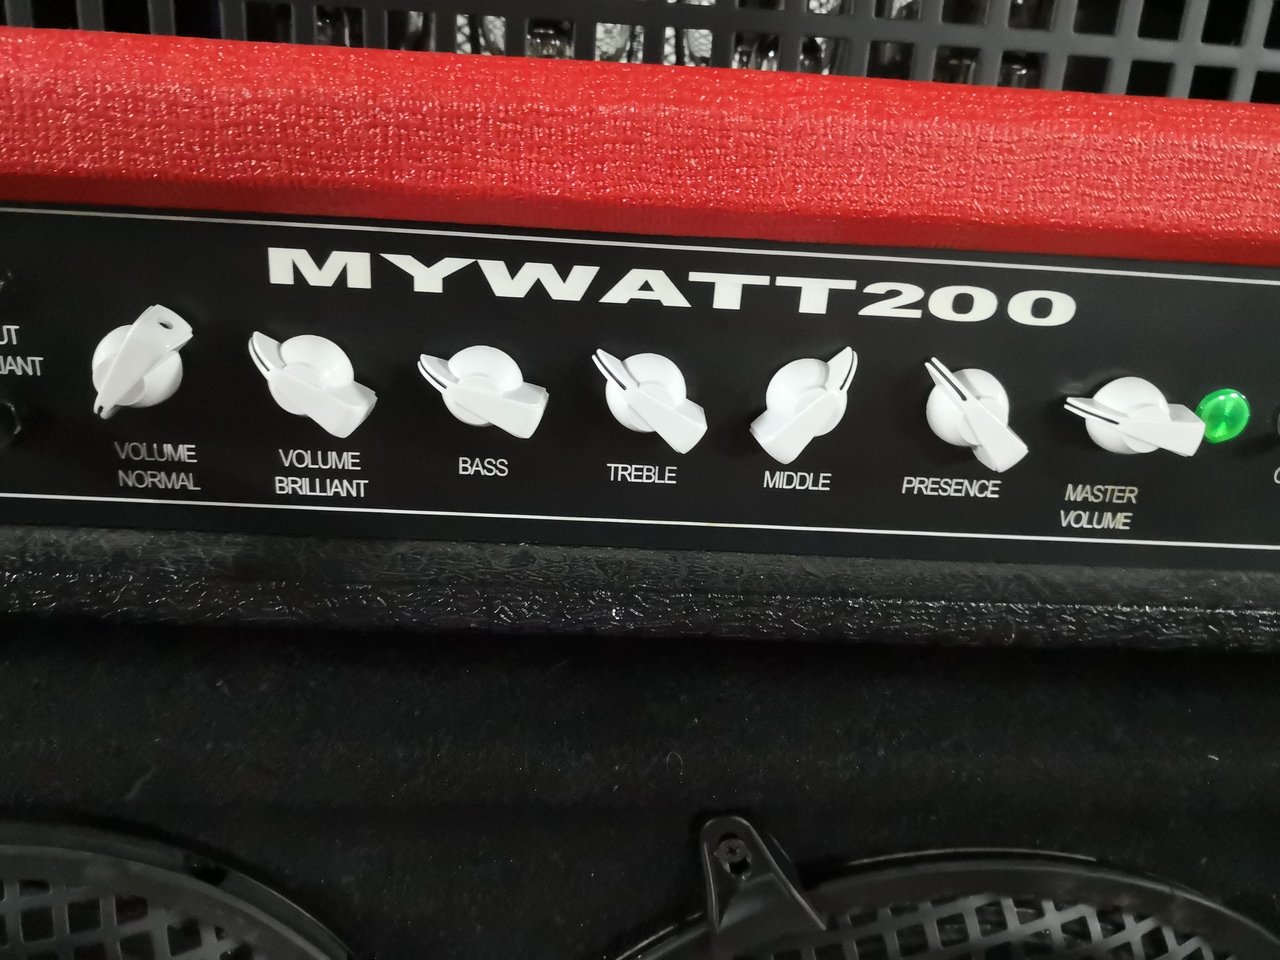 MYWATT200
VOLUME
NORMAL
VOLUME
BRILLIANT
BASS
TREBLE
MIDDLE
PRESENCE
MASTER
VOLUME